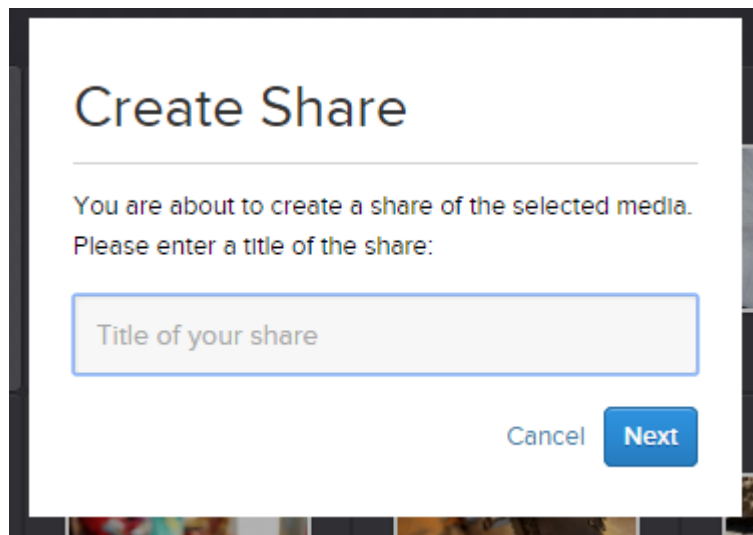 Create Share
You are about to create a share of the selected media.
Please enter a title of the share:
Title of your share
Cancel Next